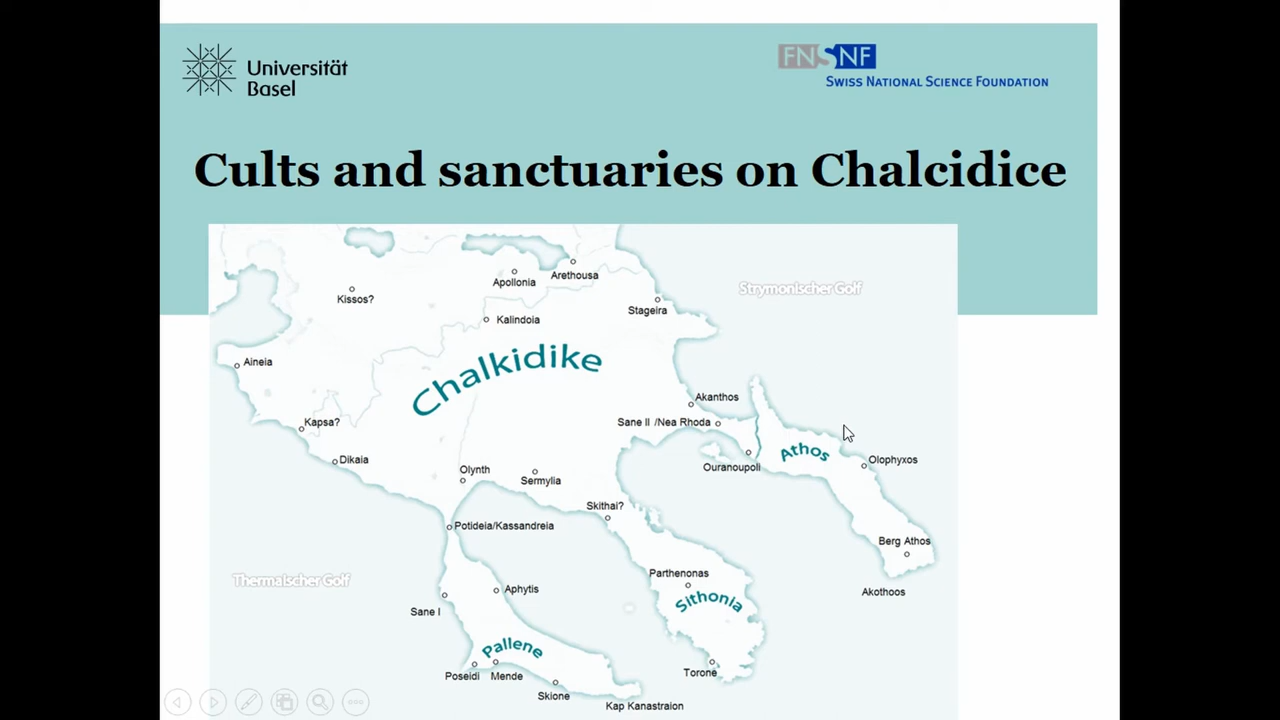 Universität
Basel
FNSNF
SWISS NATIONAL SCIENCE FOUNDATION
Cults and sanctuaries on Chalcidice
Arethousa
Apollonia
Strymonischer Golf
Kissos?
Stageira
Kalindoia
Chalkidike
Aineia
Akanthos
Kapsa?
Sane II /Nea Rhoda
Athos
Dikaia
Olophyxos
Ouranoupoli
Olynth
Sermylia
Skithai?
Potideia/Kassandreia
Berg Athos
Thermaischer Golf
Parthenonas
Aphytis
Akothoos
Sithonia
Sane I
Pallene
Torone
Poseidi
Mende
Skione
Kap Kanastraion